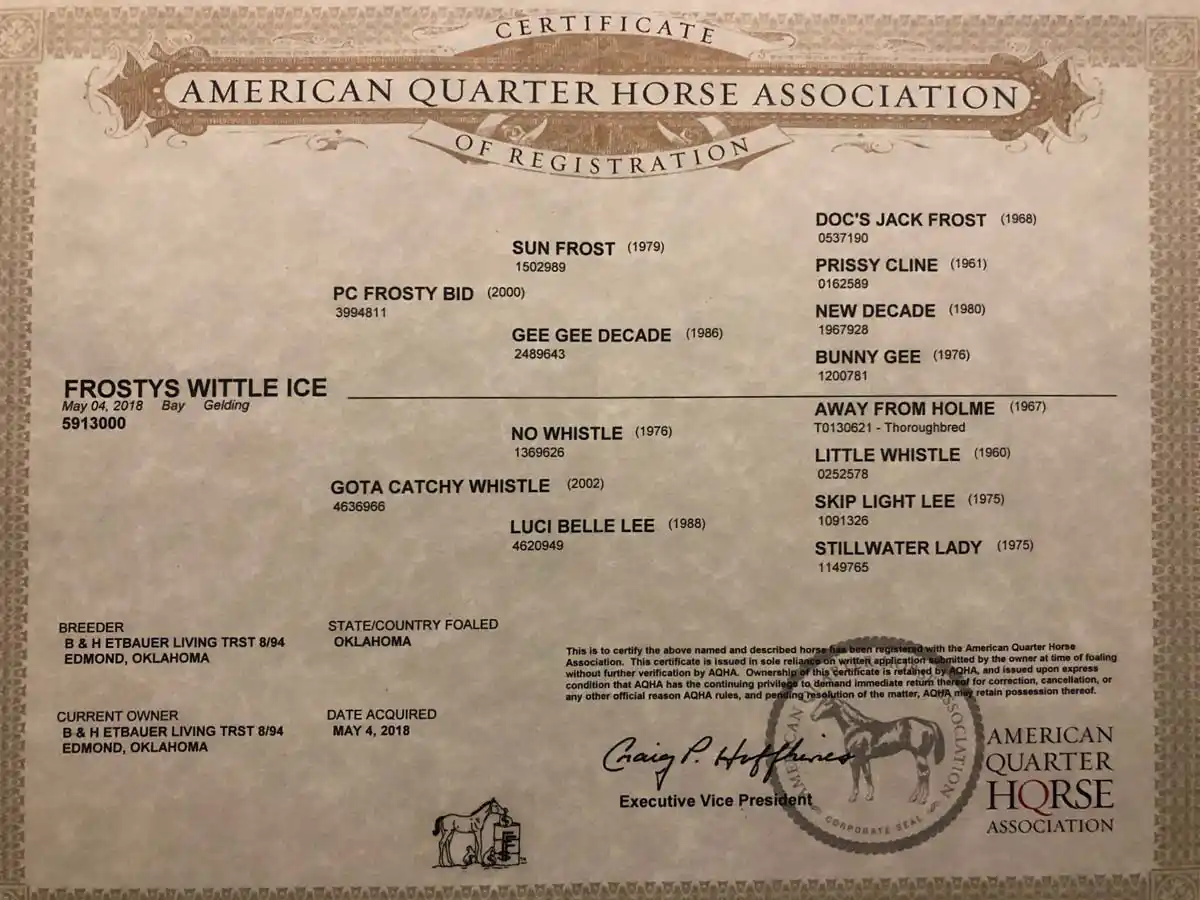 CERTIFICATE
AMERICAN QUARTER HORSE ASSOCIATION
OF REGISTRATION
DOC'S JACK FROST (1968)
0537190
SUN FROST (1979)
1502989
PRISSY CLINE (1961)
0162589
PC FROSTY BID (2000)
3994811
NEW DECADE (1980)
1967928
GEE GEE DECADE (1986)
2489643
BUNNY GEE (1976)
1200781
FROSTYS WITTLE ICE
May 04, 2018 Bay Gelding
5913000
AWAY FROM HOLME (1967)
T0130621 - Thoroughbred
NO WHISTLE (1976)
1369626
LITTLE WHISTLE (1960)
0252578
GOTA CATCHY WHISTLE (2002)
4636966
SKIP LIGHT LEE (1975)
1091326
LUCI BELLE LEE (1988)
4620949
STILLWATER LADY (1975)
1149765
BREEDER
B & H ETBAUER LIVING TRST 8/94
EDMOND, OKLAHOMA
STATE/COUNTRY FOALED
OKLAHOMA
CURRENT OWNER
B & H ETBAUER LIVING TRST 8/94
EDMOND, OKLAHOMA
DATE ACQUIRED
MAY 4, 2018
This is to certify the above named and described horse has been registered with the American Quarter Horse
Association. This certificate is issued in sole reliance on written application submitted by the owner at time of foaling
without further verification by AQHA. Ownership of this certificate is retained by AQHA, and issued upon express
condition that AQHA has the continuing privilege to demand immediate return thereof for correction, cancellation, or
any other official reason AQHA rules, and pending resolution of the matter, AQHA may retain possession thereof.
Craig P. Huffhines
Executive Vice President
AMERICAN QUARTER HORSE ASSOCIATION
CORPORATE SEAL
AMERICAN
QUARTER
HORSE
ASSOCIATION